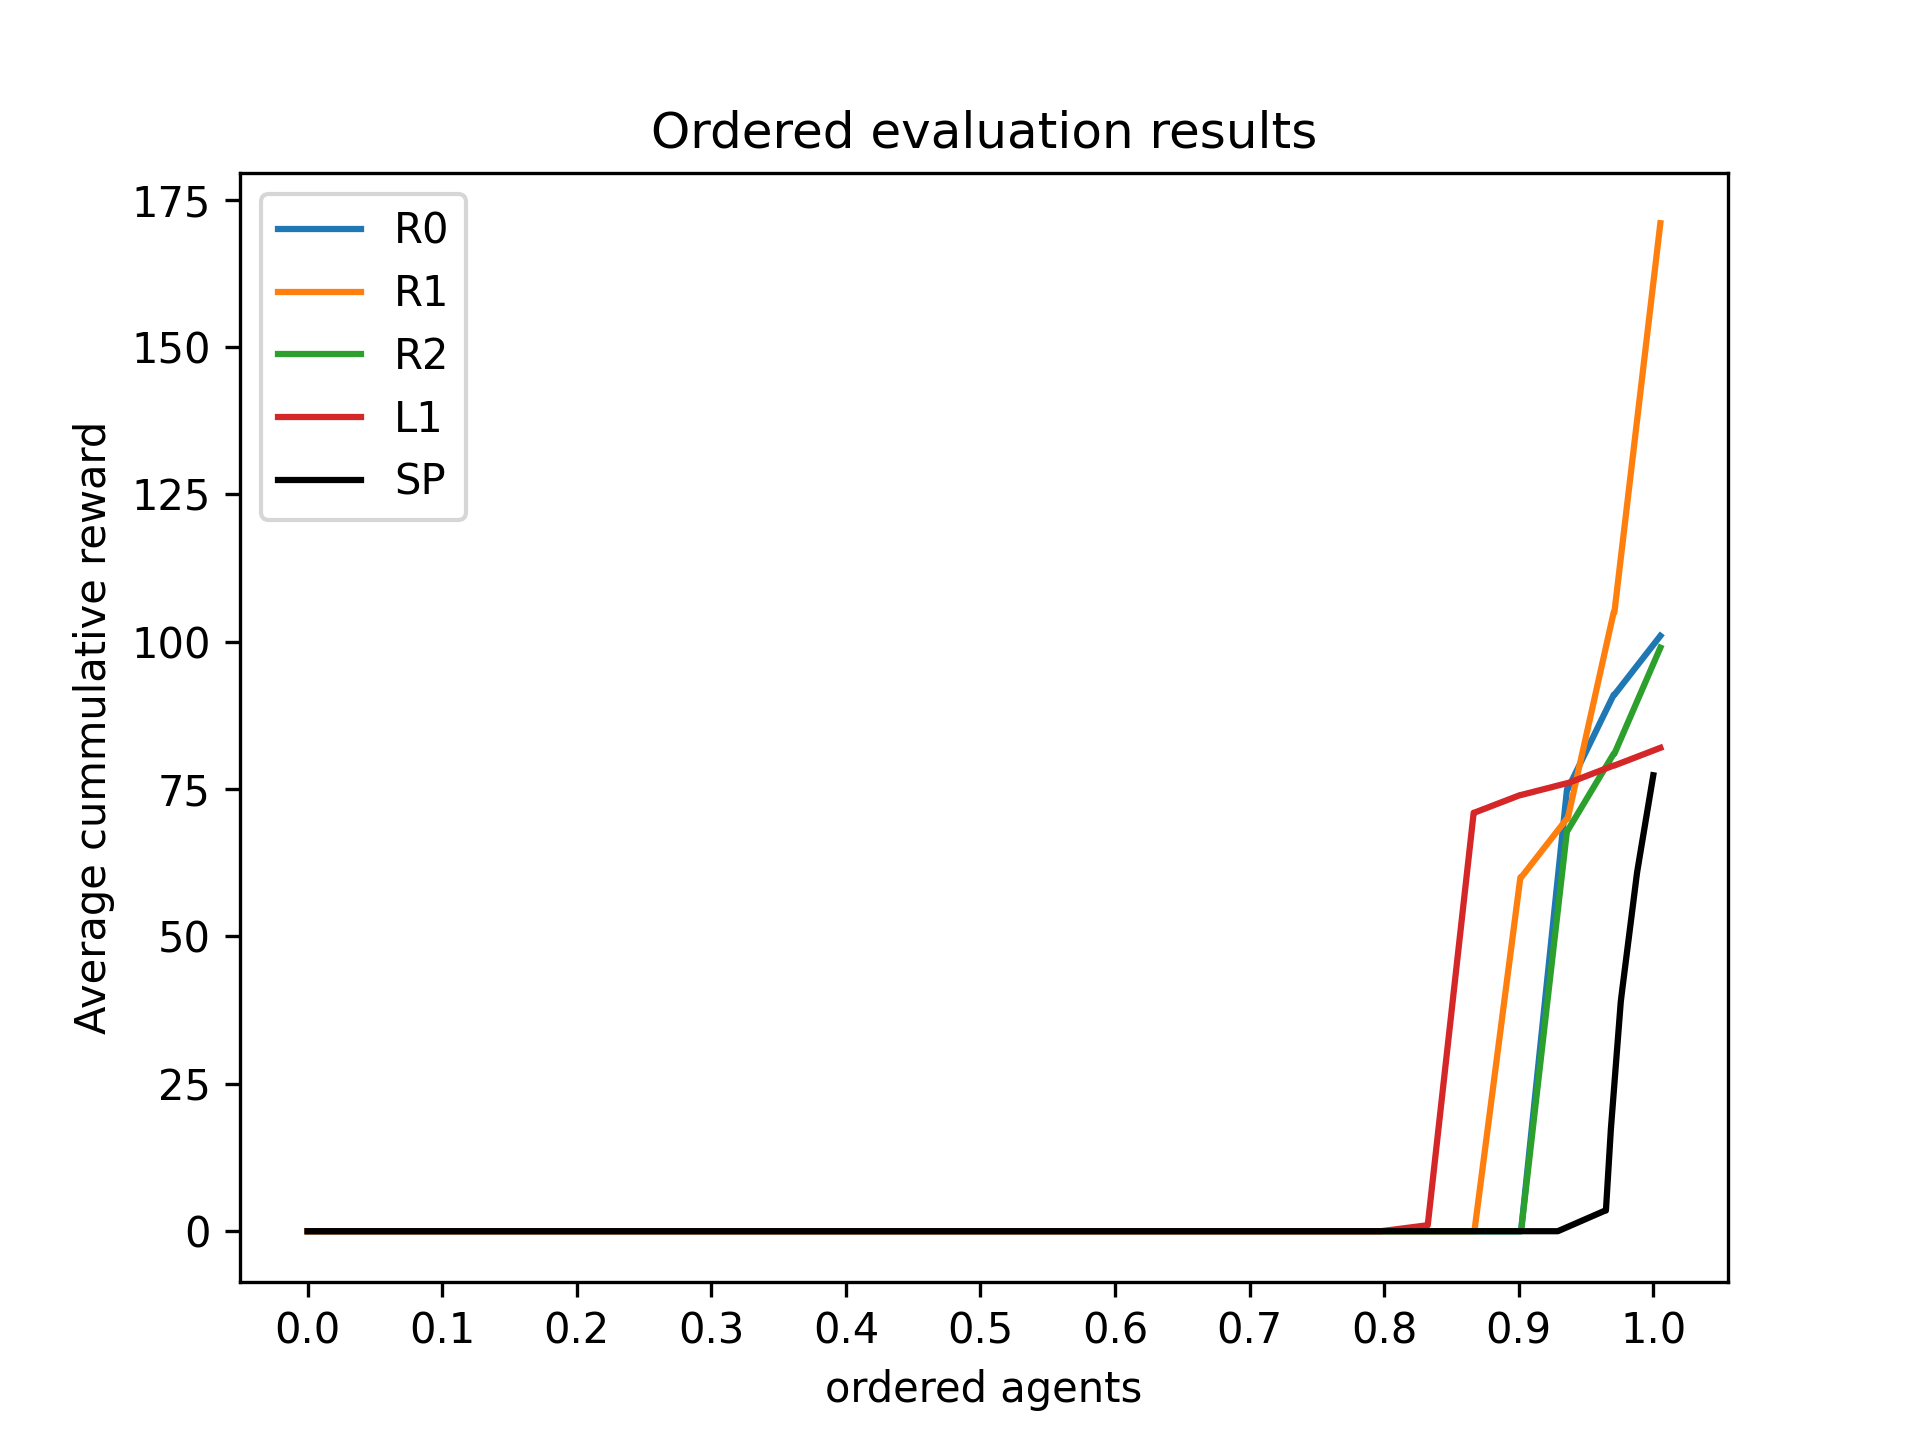 Ordered evaluation results
175
150
125
100
75
50
25
0
Average cummulative reward
R0
R1
R2
L1
SP
0.0 0.1 0.2 0.3 0.4 0.5 0.6 0.7 0.8 0.9 1.0
ordered agents